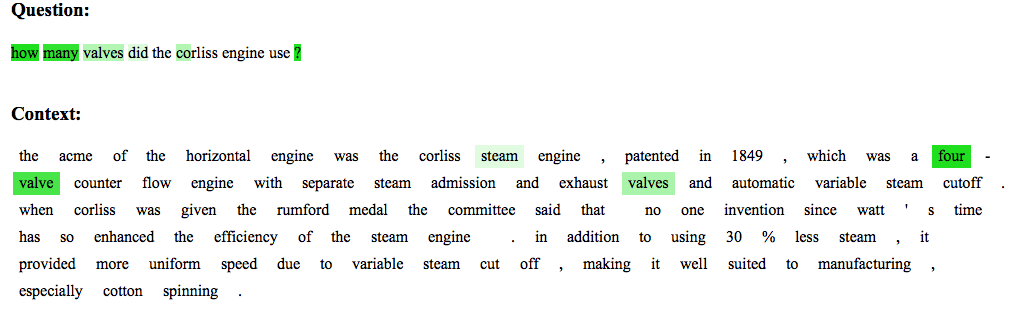 Question:
how many valves did the corliss engine use ?
Context:
the acme of the horizontal engine was the corliss steam engine , patented in 1849 , which was a four -
valve counter flow engine with separate steam admission and exhaust valves and automatic variable steam cutoff .
when corliss was given the rumford medal the committee said that no one invention since watt ' s time
has so enhanced the efficiency of the steam engine . in addition to using 30 % less steam , it
provided more uniform speed due to variable steam cut off , making it well suited to manufacturing ,
especially cotton spinning .